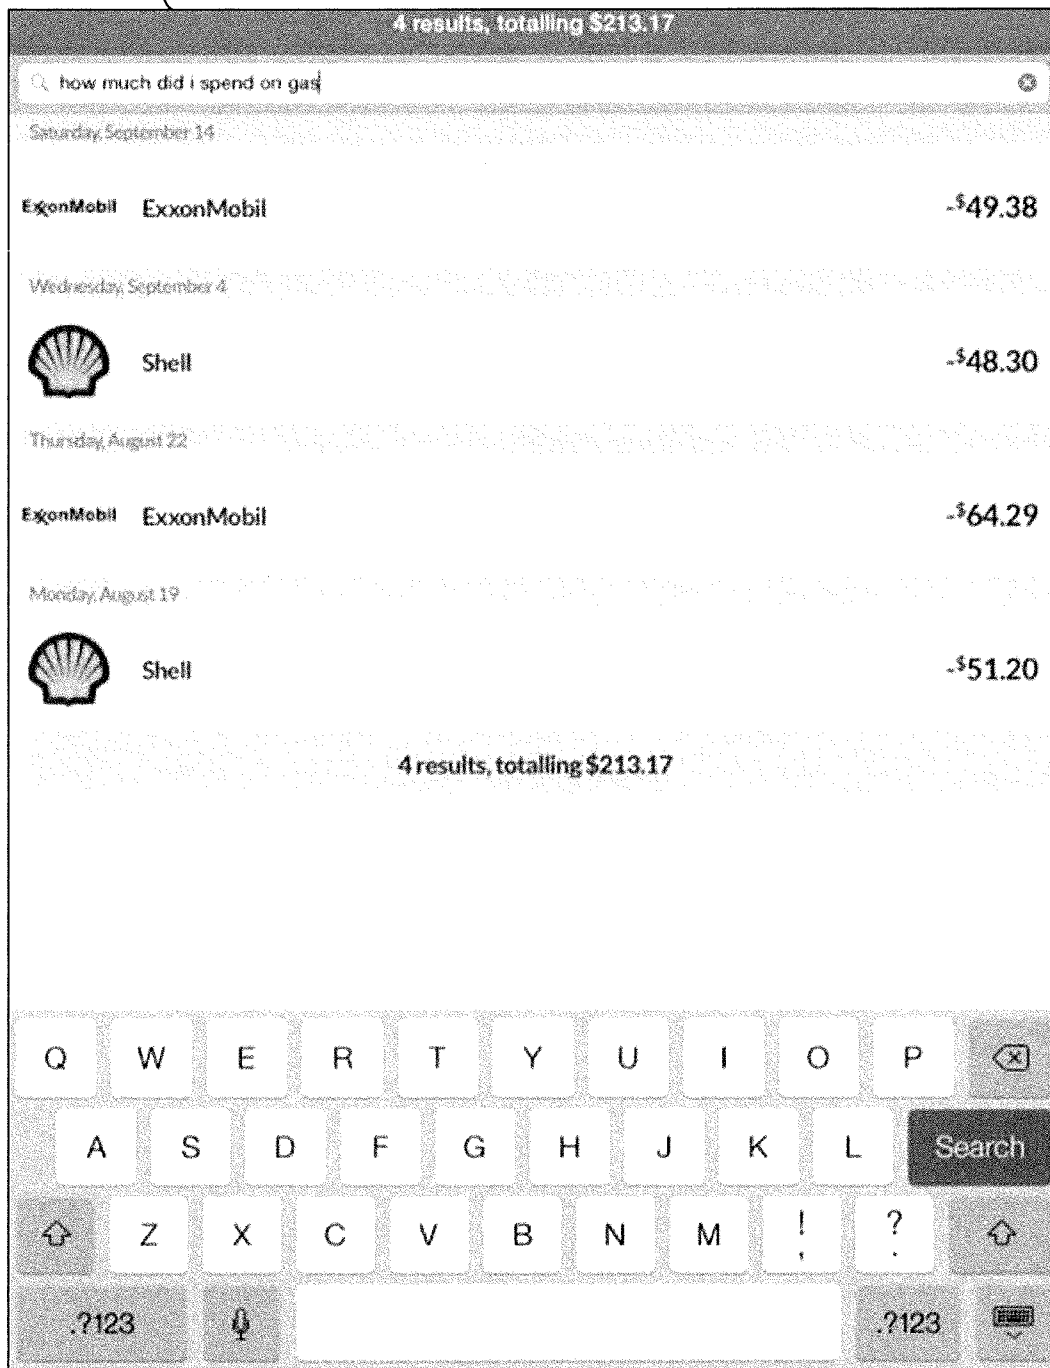 4 results, totalling $213.17
how much did i spend on gas
Saturday, September 14
ExxonMobil ExxonMobil -$49.38
Wednesday, September 4
Shell -$48.30
Thursday, August 22
ExxonMobil ExxonMobil -$64.29
Monday, August 19
Shell -$51.20
4 results, totalling $213.17
Q W E R T Y U I O P
A S D F G H J K L Search
Z X C V B N M ! , ? .
.?123 .?123